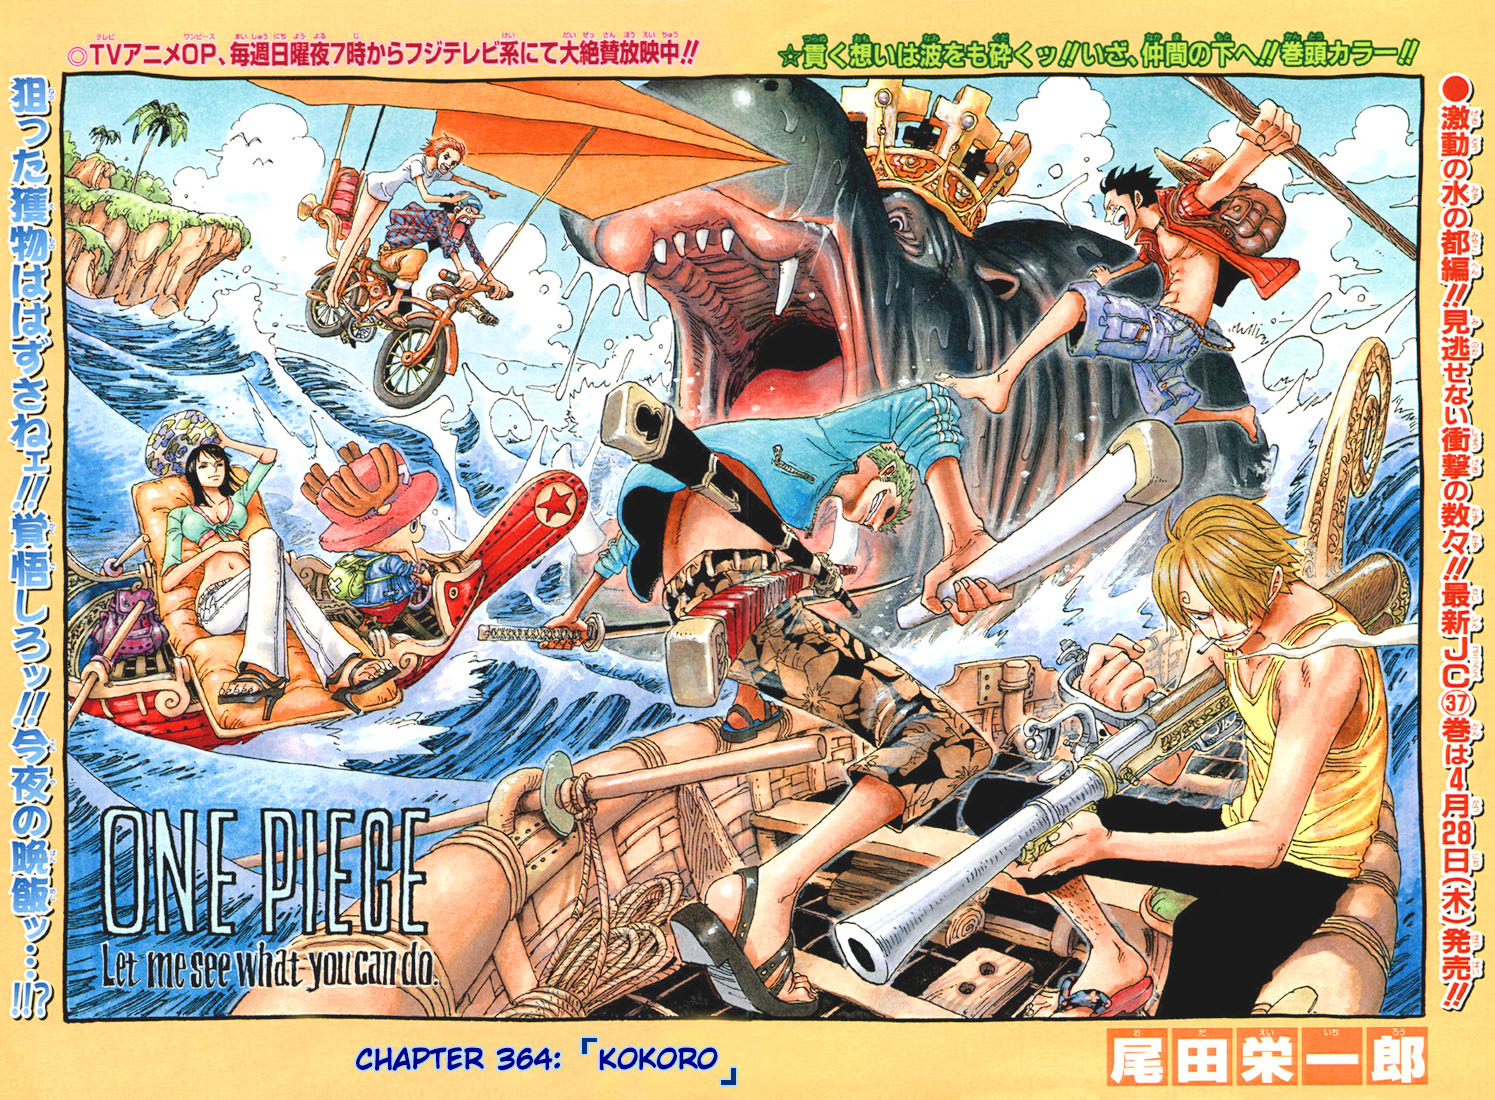 ◎TVアニメOP、毎週日曜夜7時からフジテレビ系にて大絶賛放映中!!
☆貫く想いは波をも砕くッ!!いざ、仲間の下へ!!巻頭カラー!!
●激動の水の都編!!見逃せない衝撃の数々!!最新JC㊲巻は4月28日(木)発売!!
狙った獲物ははずさねェ!!覚悟しろッ!!今夜の晩飯ッ…!!?
ONE PIECE
Let me see what you can do.
CHAPTER 364:「KOKORO」
尾田栄一郎